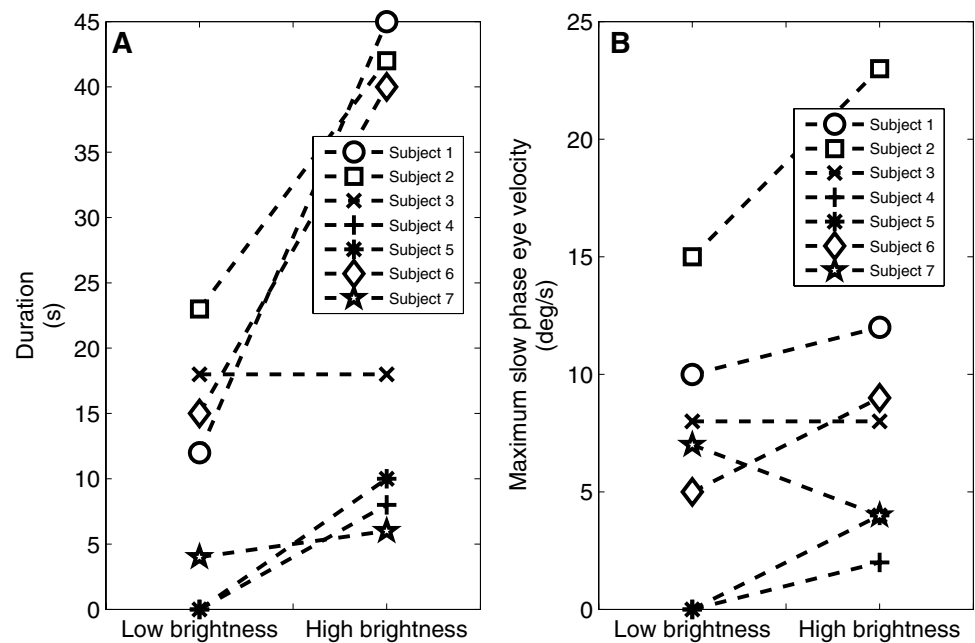 A
45
40
35
30
25
20
15
10
5
0
Duration
(s)
Subject 1
Subject 2
Subject 3
Subject 4
Subject 5
Subject 6
Subject 7
Low brightness
High brightness
B
25
20
15
10
5
0
Maximum slow phase eye velocity
(deg/s)
Subject 1
Subject 2
Subject 3
Subject 4
Subject 5
Subject 6
Subject 7
Low brightness
High brightness